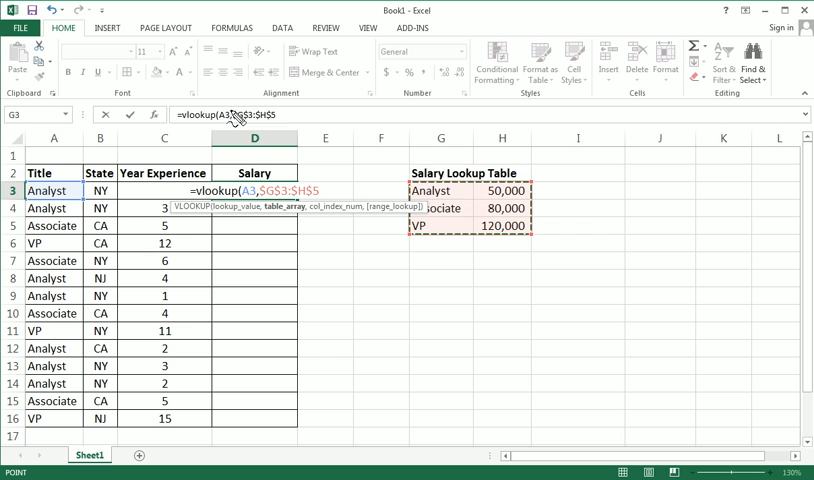 Book1 - Excel
Sign in
FILE HOME INSERT PAGE LAYOUT FORMULAS DATA REVIEW VIEW ADD-INS
Paste
11
A A
B I U
A
Wrap Text
Merge & Center
General
$ % ,
Conditional Formatting
Format as Table
Cell Styles
Insert
Delete
Format
Sort & Filter
Find & Select
Clipboard
Font
Alignment
Number
Styles
Cells
Editing
G3
fx
=vlookup(A3,$G$3:$H$5
A B C D E F G H I J K L
1
2 Title State Year Experience Salary Salary Lookup Table
3 Analyst NY =vlookup(A3,$G$3:$H$5 Analyst 50,000
VLOOKUP(lookup_value, table_array, col_index_num, [range_lookup])
4 Analyst NY 3 80,000
5 Associate CA 5 VP 120,000
6 VP CA 12
7 Associate NY 6
8 Analyst NJ 4
9 Analyst NY 1
10 Associate CA 4
11 VP NY 11
12 Analyst CA 2
13 Analyst NY 3
14 Analyst NY 2
15 Associate CA 5
16 VP NJ 15
17
Sheet1
POINT
130%